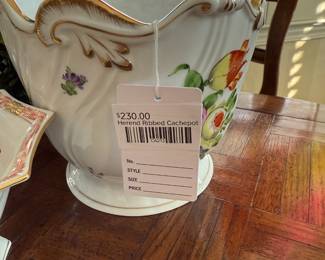 $230.00
Herend Ribbed Cachepot
No.
STYLE
SIZE
PRICE